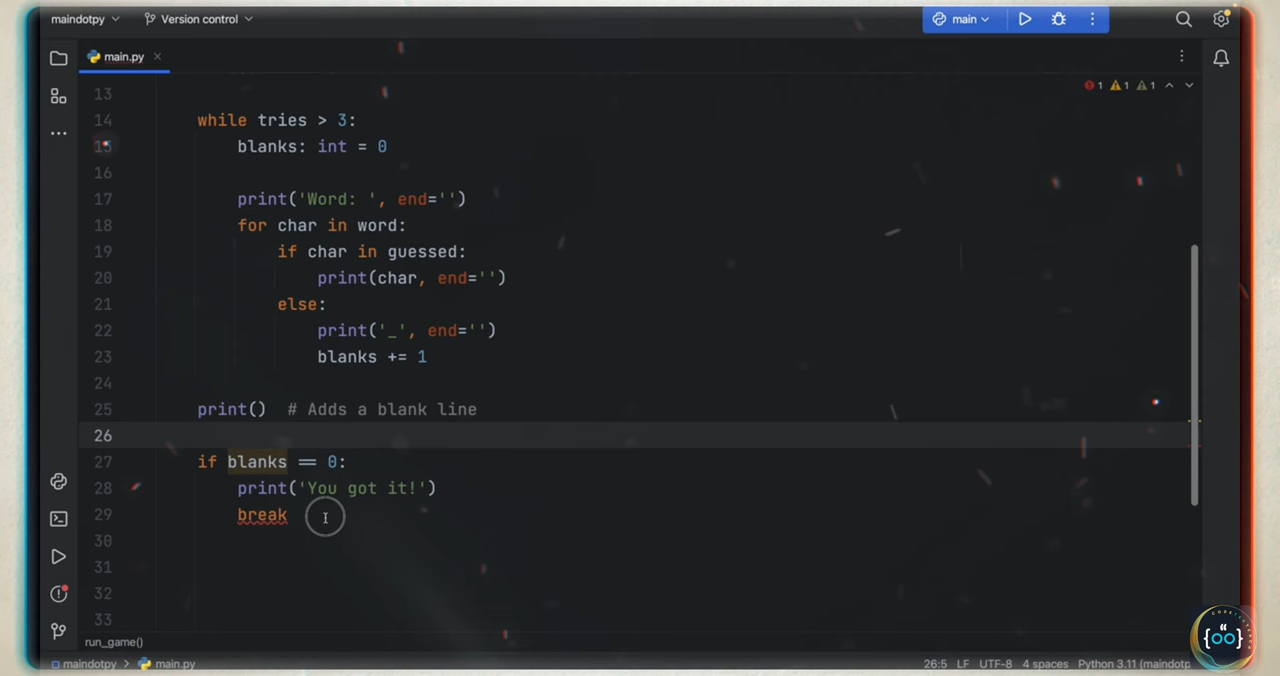 maindotpy Version control main
main.py
1 1 1
13
14 while tries > 3:
15 blanks: int = 0
16
17 print('Word: ', end='')
18 for char in word:
19 if char in guessed:
20 print(char, end='')
21 else:
22 print('_', end='')
23 blanks += 1
24
25 print() # Adds a blank line
26
27 if blanks == 0:
28 print('You got it!')
29 break
30
31
32
33
run_game()
maindotpy > main.py 26:5 LF UTF-8 4 spaces Python 3.11 (maindotp